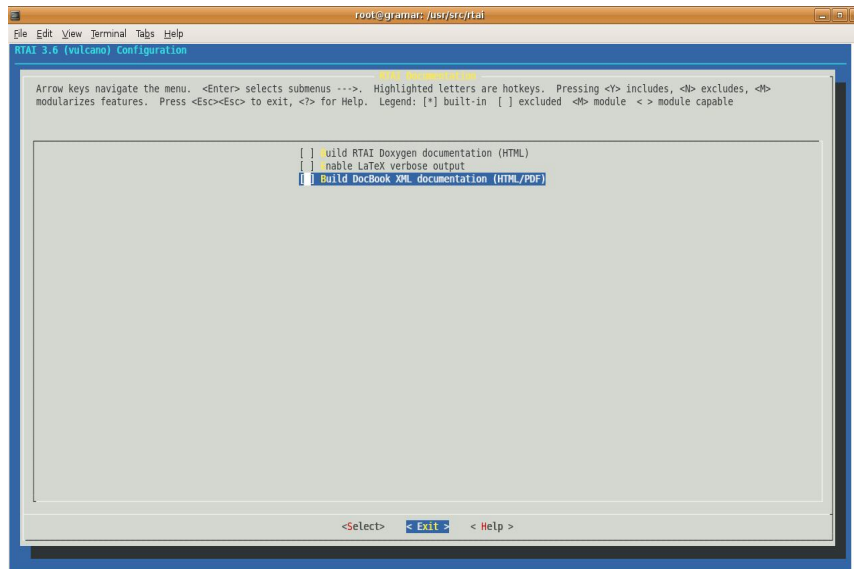 root@gramar: /usr/src/rtai
File Edit View Terminal Tabs Help
RTAI 3.6 (vulcano) Configuration
RTAI Documentation
Arrow keys navigate the menu. <Enter> selects submenus --->. Highlighted letters are hotkeys. Pressing <Y> includes, <N> excludes, <M>
modularizes features. Press <Esc><Esc> to exit, <?> for Help. Legend: [*] built-in [ ] excluded <M> module < > module capable
[ ] Build RTAI Doxygen documentation (HTML)
[ ] Enable LaTeX verbose output
[ ] Build DocBook XML documentation (HTML/PDF)
<Select> < Exit > < Help >